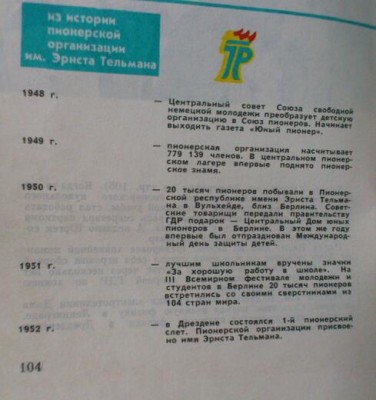 из истории
пионерской
организации
им. Эрнста Тельмана
1948 г.
— Центральный совет Союза свободной
немецкой молодежи преобразует детскую
организацию в Союз пионеров. Начинает
выходить газета «Юный пионер».
1949 г.
— пионерская организация насчитывает
779 139 членов. В центральном пионер-
ском лагере впервые поднято пионер-
ское знамя.
1950 г.
— 20 тысяч пионеров побывали в Пионер-
ской республике имени Эрнста Тельма-
на в Вульхейде, близ Берлина. Совет-
ские товарищи передали правительству
ГДР подарок — Центральный Дом юных
пионеров в Берлине. В этом же году
впервые был отпразднован Международ-
ный день защиты детей.
1951 г.
— лучшим школьникам вручены значки
«За хорошую работу в школе». На
III Всемирном фестивале молодежи и
студентов в Берлине 20 тысяч пионеров
встретились со своими сверстниками из
104 стран мира.
1952 г.
— в Дрездене состоялся 1-й пионерский
слет. Пионерской организации присвое-
но имя Эрнста Тельмана.
104